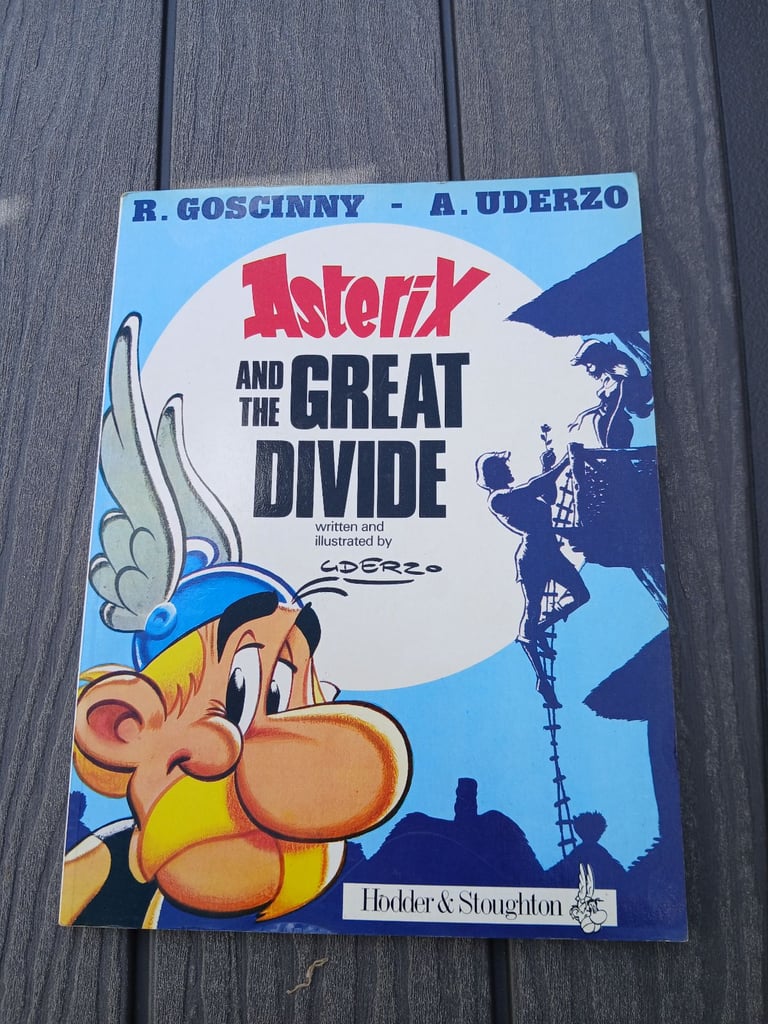 R. GOSCINNY - A. UDERZO
Asterix
AND THE GREAT
DIVIDE
written and
illustrated by
UDERZO
Hodder & Stoughton